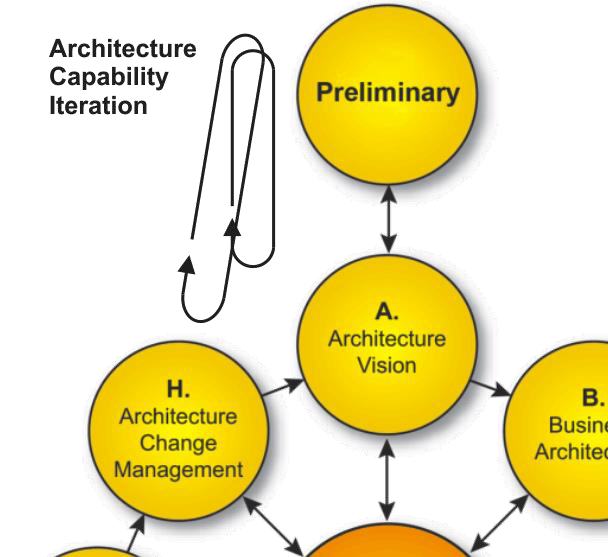 Architecture
Capability
Iteration
Preliminary
A.
Architecture
Vision
H.
Architecture
Change
Management
B.